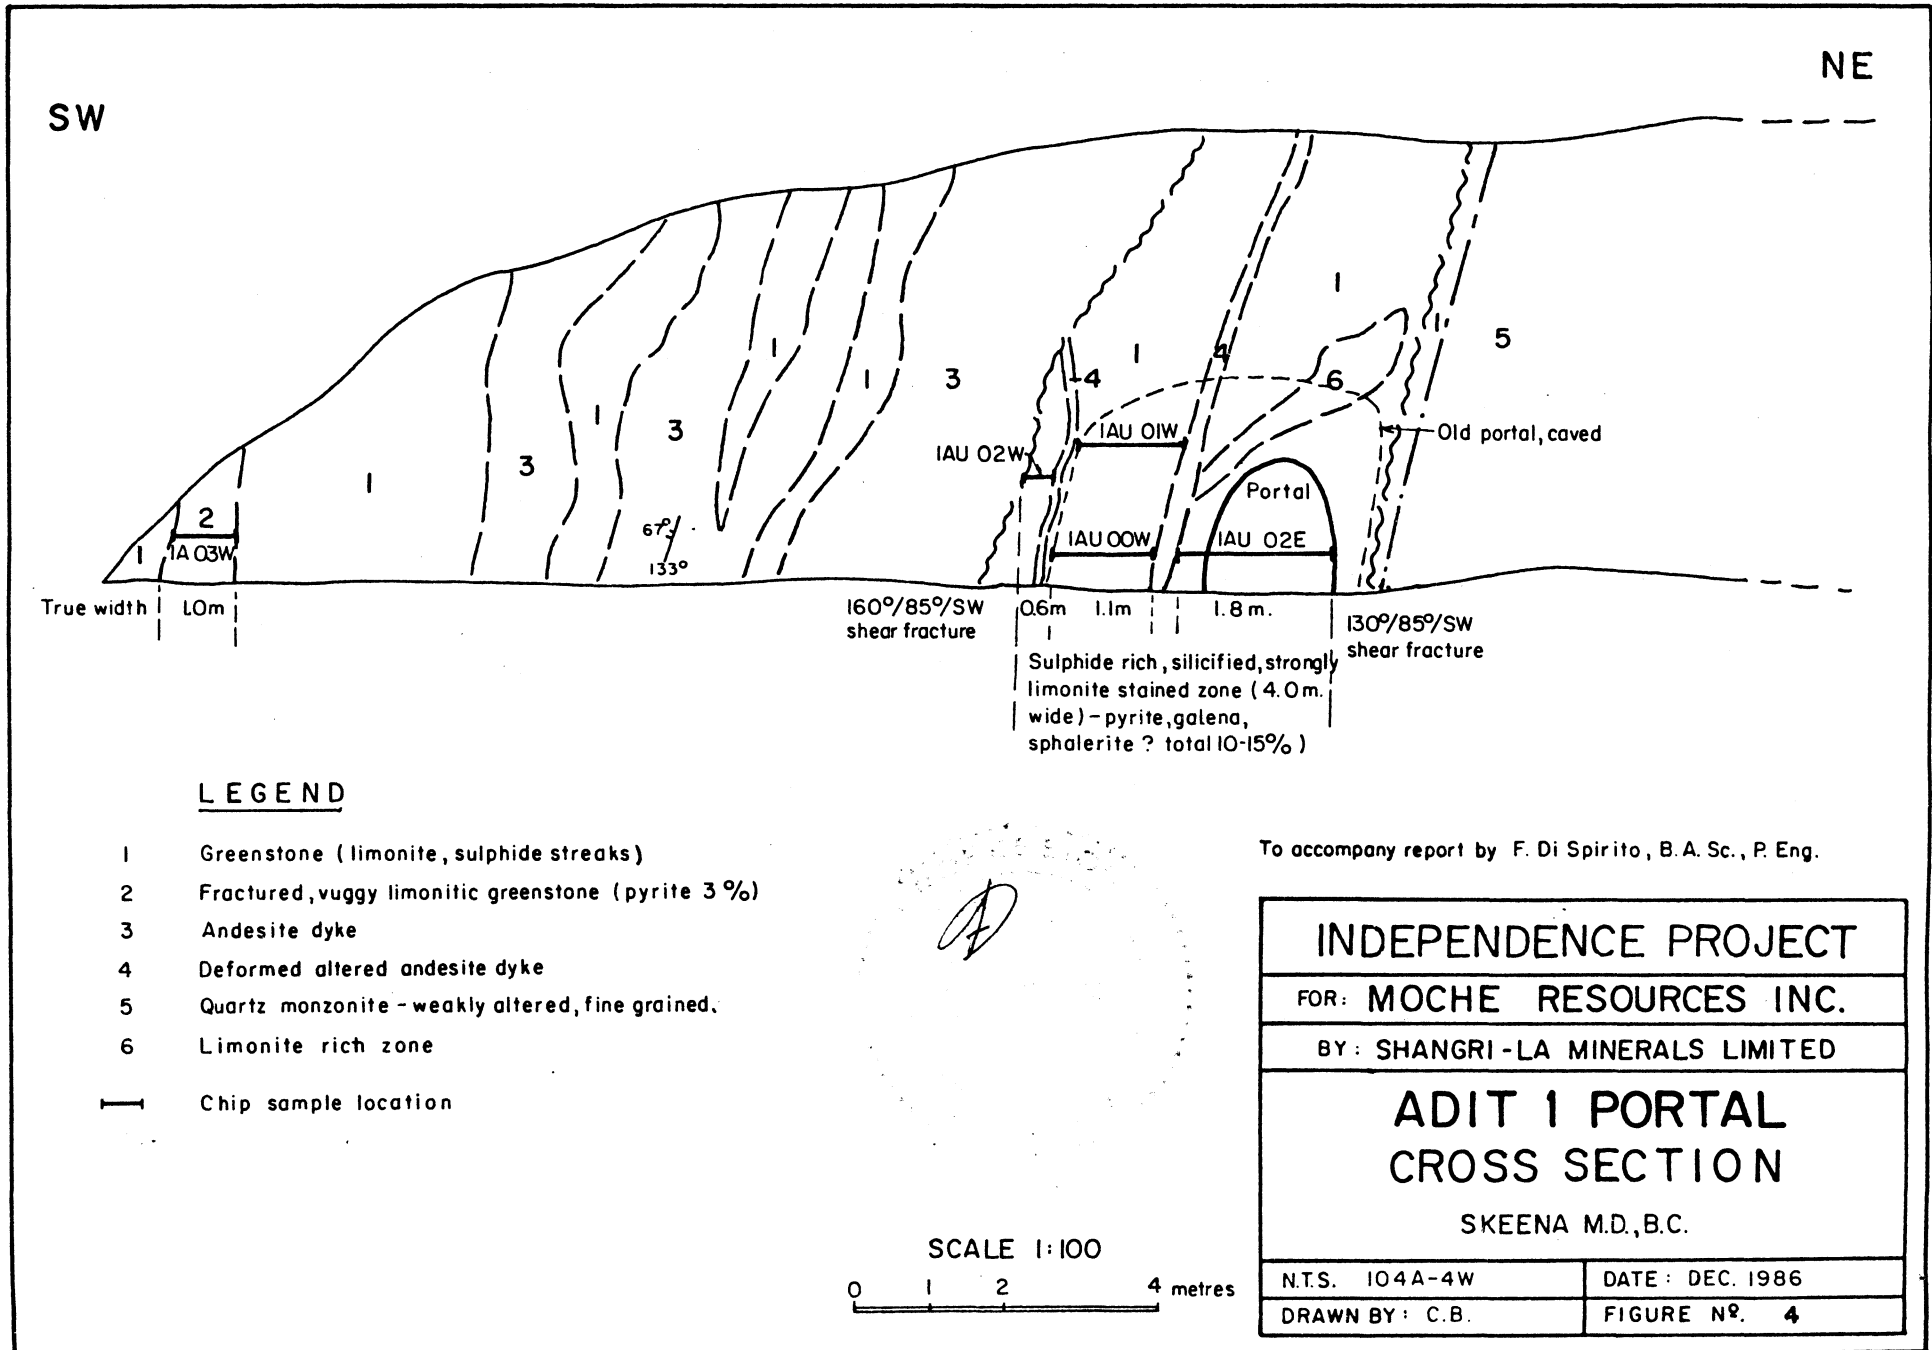 NE
SW
1
1
4
5
1
1
3
4
6
1
3
Old portal, caved
1AU 01W
1AU 02W
3
1
2
Portal
67°
1
1A 03W
133°
1AU 00W
1AU 02E
True width
1.0m
160°/85°/SW
shear fracture
0.6m
1.1m
1.8m.
130°/85°/SW
shear fracture
Sulphide rich, silicified, strongly
limonite stained zone (4.0m.
wide) - pyrite, galena,
sphalerite ? total 10-15%)
LEGEND
1 Greenstone (limonite, sulphide streaks)
2 Fractured, vuggy limonitic greenstone (pyrite 3%)
3 Andesite dyke
4 Deformed altered andesite dyke
5 Quartz monzonite - weakly altered, fine grained.
6 Limonite rich zone
Chip sample location
To accompany report by F. Di Spirito, B.A.Sc., P. Eng.
INDEPENDENCE PROJECT
FOR: MOCHE RESOURCES INC.
BY: SHANGRI-LA MINERALS LIMITED
ADIT 1 PORTAL
CROSS SECTION
SKEENA M.D., B.C.
N.T.S. 104A-4W
DATE: DEC. 1986
DRAWN BY: C.B.
FIGURE Nº. 4
SCALE 1:100
0 1 2 4 metres